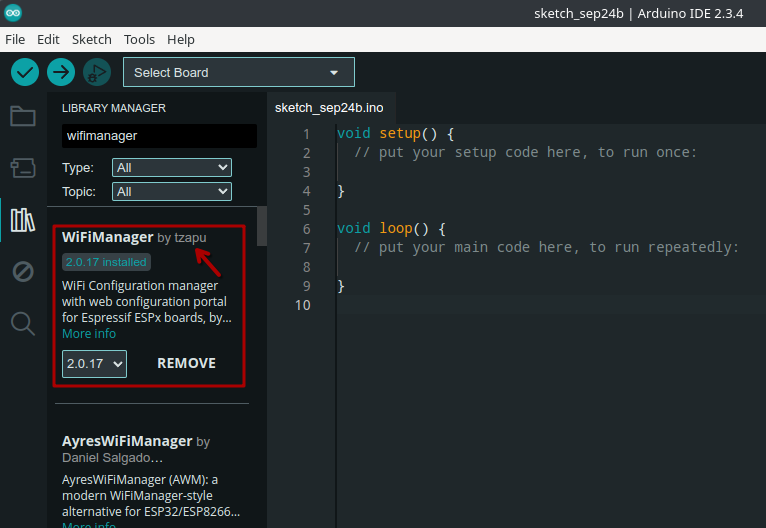 sketch_sep24b | Arduino IDE 2.3.4
File Edit Sketch Tools Help
Select Board
LIBRARY MANAGER
wifimanager
Type: All
Topic: All
WiFiManager by tzapu
2.0.17 installed
WiFi Configuration manager
with web configuration portal
for Espressif ESPx boards, by...
More info
2.0.17 REMOVE
AyresWiFiManager by
Daniel Salgado...
AyresWiFiManager (AWM): a
modern WiFiManager-style
alternative for ESP32/ESP8266...
More info
sketch_sep24b.ino
1 void setup() {
2 // put your setup code here, to run once:
3
4 }
5
6 void loop() {
7 // put your main code here, to run repeatedly:
8
9 }
10